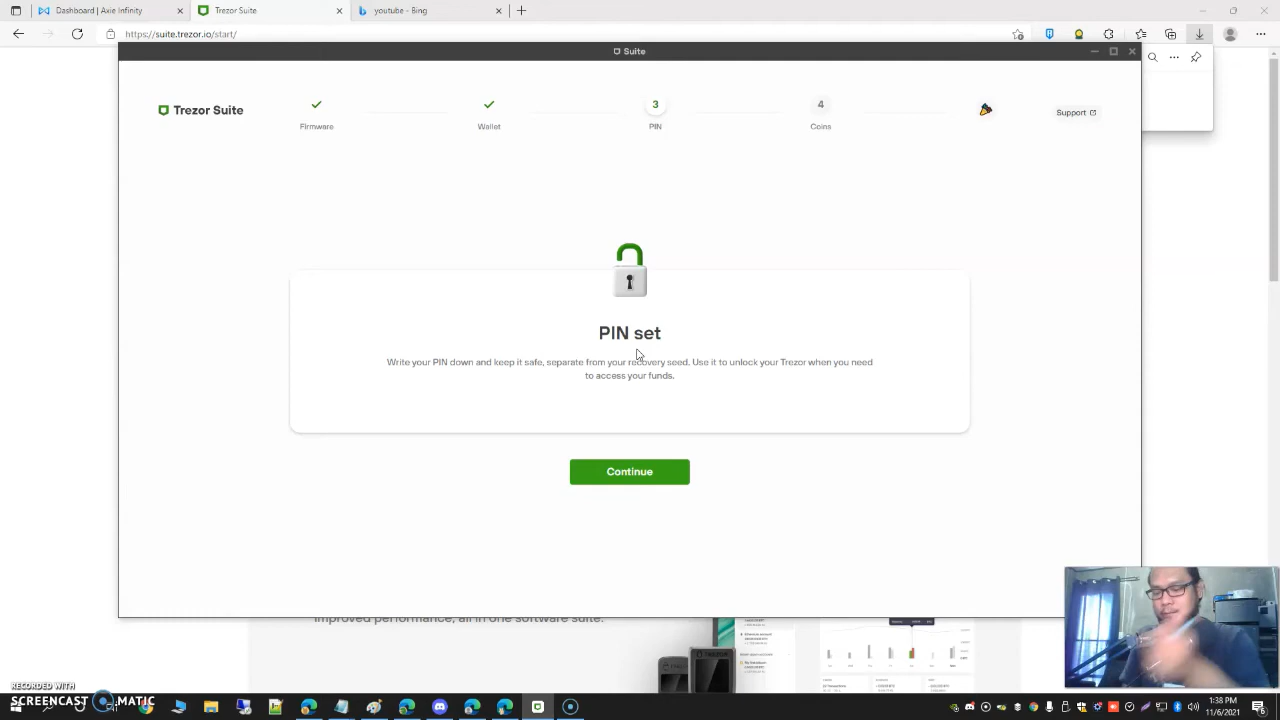 Dashboard | Axie Infinity
Trezor Suite
youtube - Bing
https://suite.trezor.io/start/
Suite
Trezor Suite
Firmware
Wallet
3
PIN
4
Coins
Support
PIN set
Write your PIN down and keep it safe, separate from your recovery seed. Use it to unlock your Trezor when you need
to access your funds.
Continue
Improved performance, all in one software suite.
RECORDED WITH
SCREENCAST MATIC
1:38 PM
11/6/2021